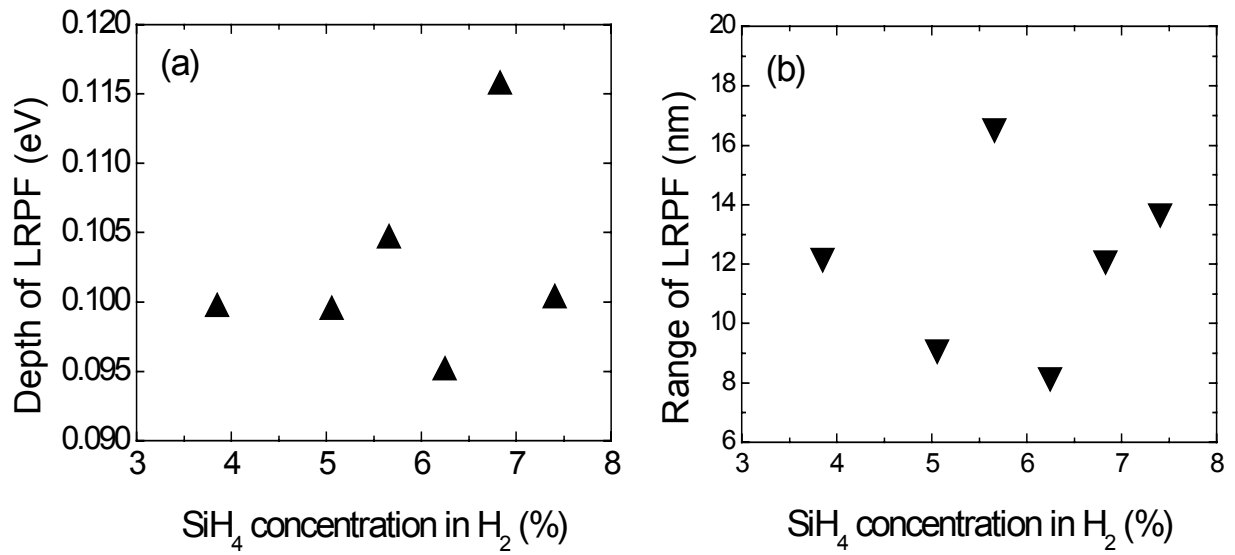 (a)
Depth of LRPF (eV)
0.120
0.115
0.110
0.105
0.100
0.095
0.090
3 4 5 6 7 8
SiH4 concentration in H2 (%)
(b)
Range of LRPF (nm)
20
18
16
14
12
10
8
6
3 4 5 6 7 8
SiH4 concentration in H2 (%)